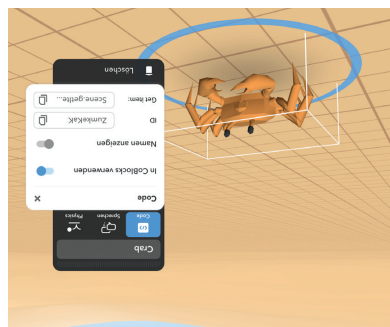 Crab
Code Sprechen Physics
Code
In CoBlocks verwenden
Namen anzeigen
ID
Get item: Scene.getIte...
Löschen